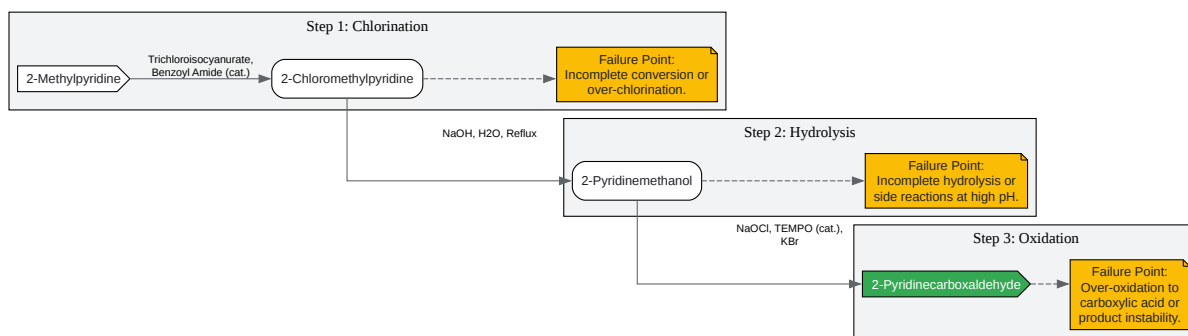 Step 1: Chlorination
2-Methylpyridine
Trichloroisocyanurate,
Benzoyl Amide (cat.)
2-Chloromethylpyridine
Failure Point:
Incomplete conversion or
over-chlorination.
NaOH, H2O, Reflux
Step 2: Hydrolysis
2-Pyridinemethanol
Failure Point:
Incomplete hydrolysis or
side reactions at high pH.
NaOCl, TEMPO (cat.),
KBr
Step 3: Oxidation
2-Pyridinecarboxaldehyde
Failure Point:
Over-oxidation to
carboxylic acid or
product instability.